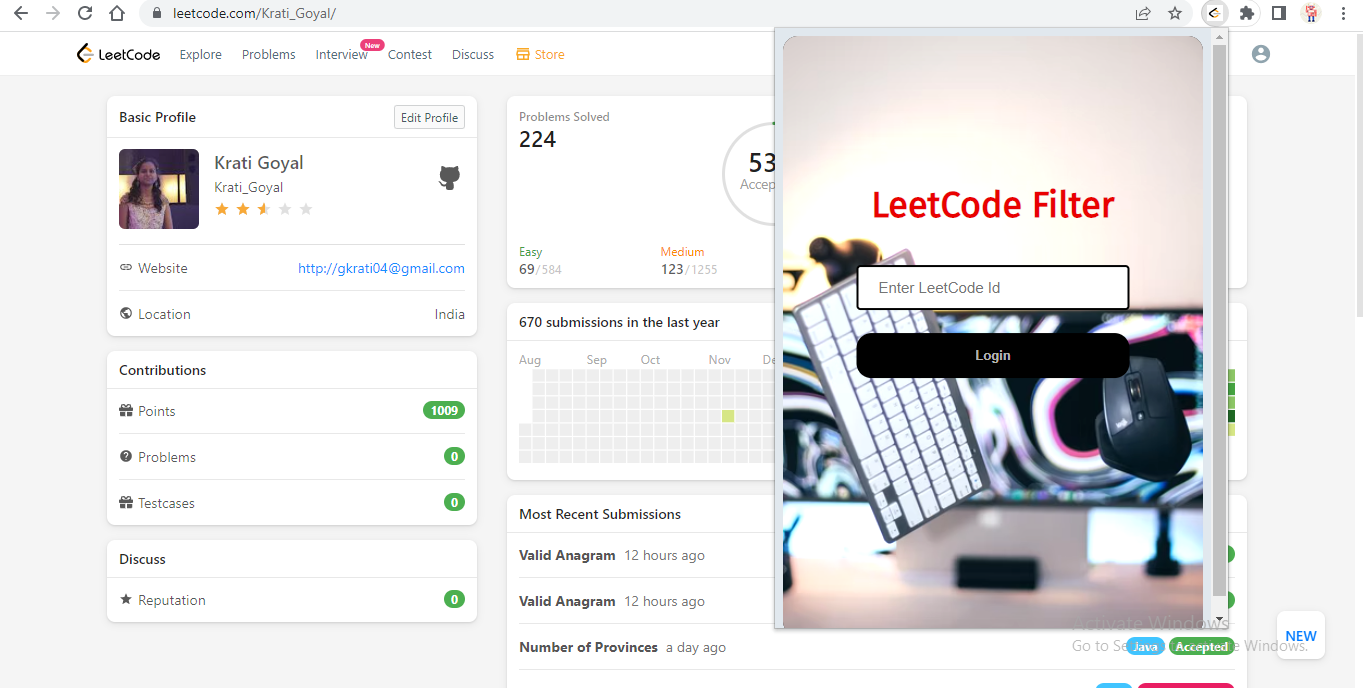 leetcode.com/Krati_Goyal/
LeetCode Explore Problems Interview New Contest Discuss Store
Basic Profile Edit Profile
Krati Goyal
Krati_Goyal
Website http://gkrati04@gmail.com
Location India
Contributions
Points 1009
Problems 0
Testcases 0
Discuss
Reputation 0
Problems Solved
224
53
Accep
Easy Medium
69/584 123/1255
670 submissions in the last year
Aug Sep Oct Nov De
Most Recent Submissions
Valid Anagram 12 hours ago
Valid Anagram 12 hours ago
Number of Provinces a day ago Java Accepted
LeetCode Filter
Enter LeetCode Id
Login
Activate Windows
Go to Se
e Windows.
NEW